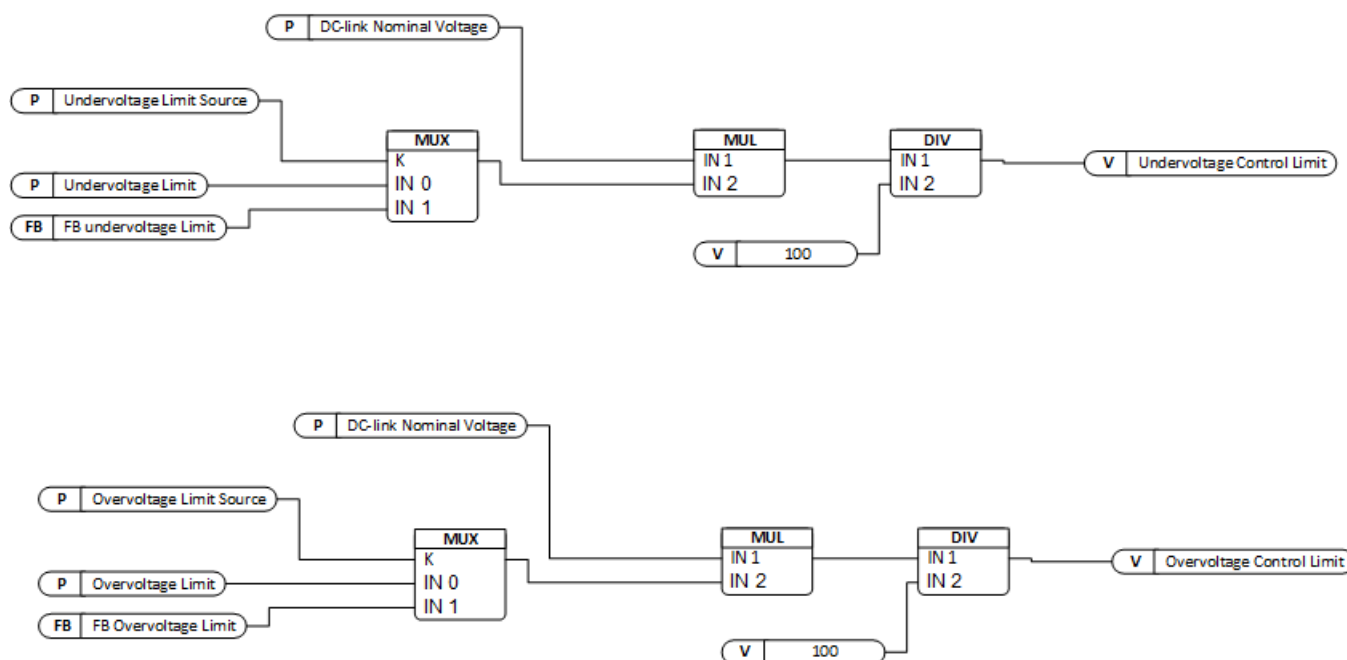 P DC-link Nominal Voltage
P Undervoltage Limit Source
MUX
K
IN 0
IN 1
P Undervoltage Limit
FB FB undervoltage Limit
MUL
IN 1
IN 2
DIV
IN 1
IN 2
V Undervoltage Control Limit
V 100
P DC-link Nominal Voltage
P Overvoltage Limit Source
MUX
K
IN 0
IN 1
P Overvoltage Limit
FB FB Overvoltage Limit
MUL
IN 1
IN 2
DIV
IN 1
IN 2
V Overvoltage Control Limit
V 100